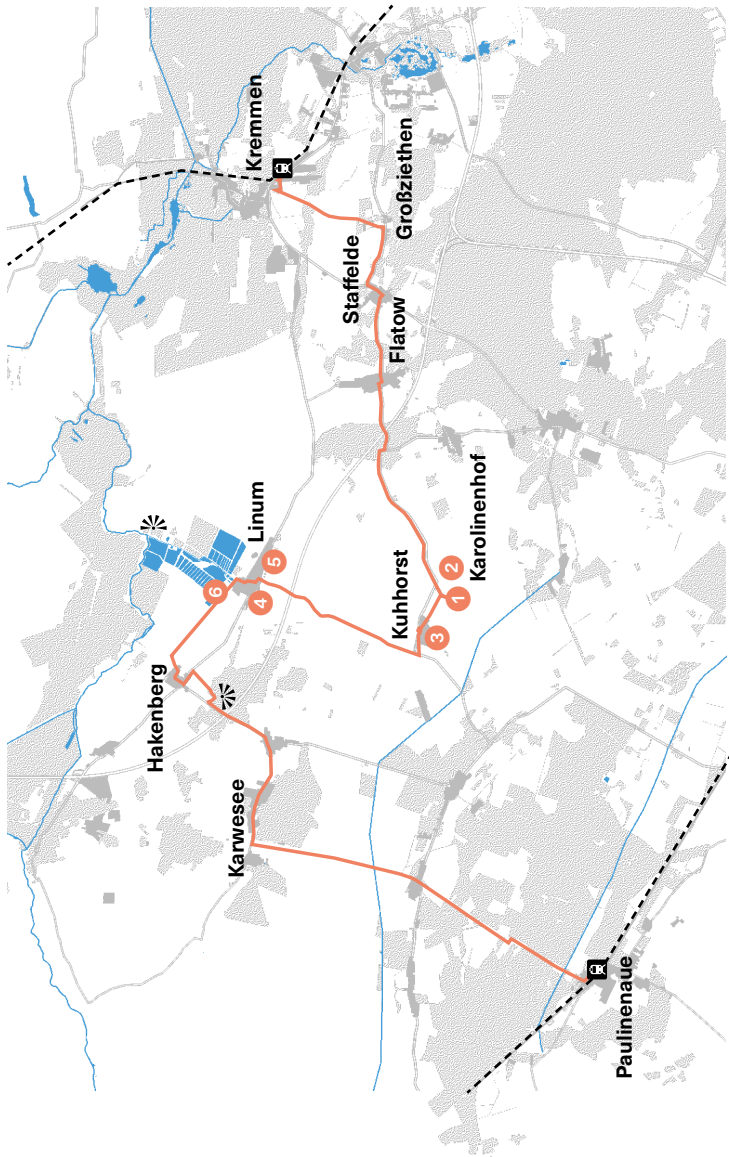 Kremmen
Großziethen
Staffelde
Flatow
Linum
Karolinenhof
Kuhhorst
Hakenberg
Karwesee
Paulinenaue
1
2
3
4
5
6